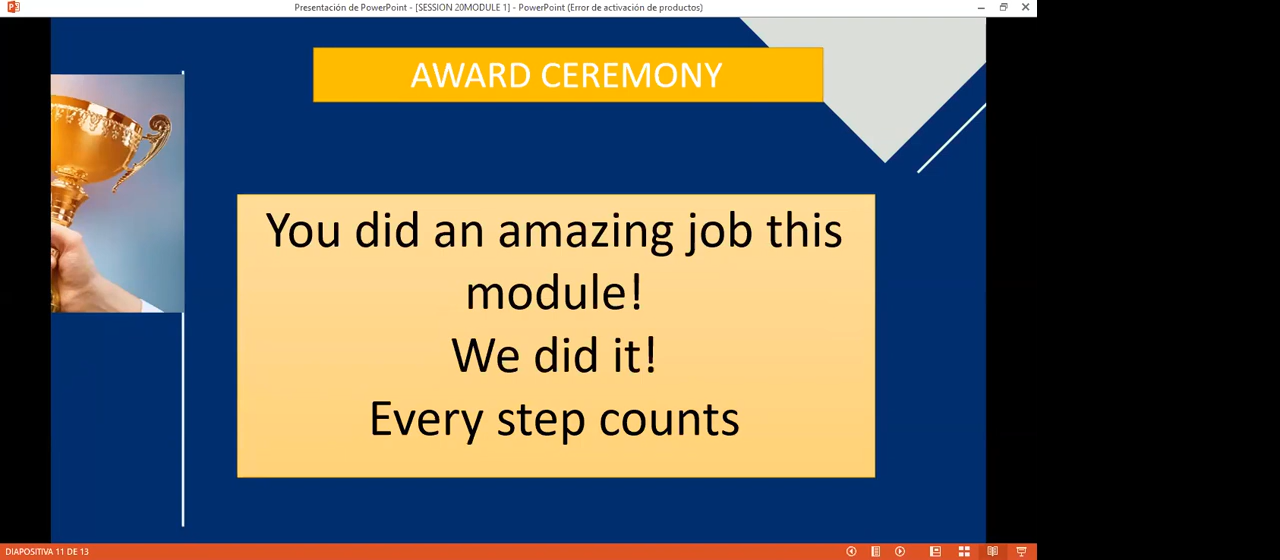 Presentación de PowerPoint - [SESSION 20MODULE 1] - PowerPoint (Error de activación de productos)
AWARD CEREMONY
You did an amazing job this
module!
We did it!
Every step counts
DIAPOSITIVA 11 DE 13